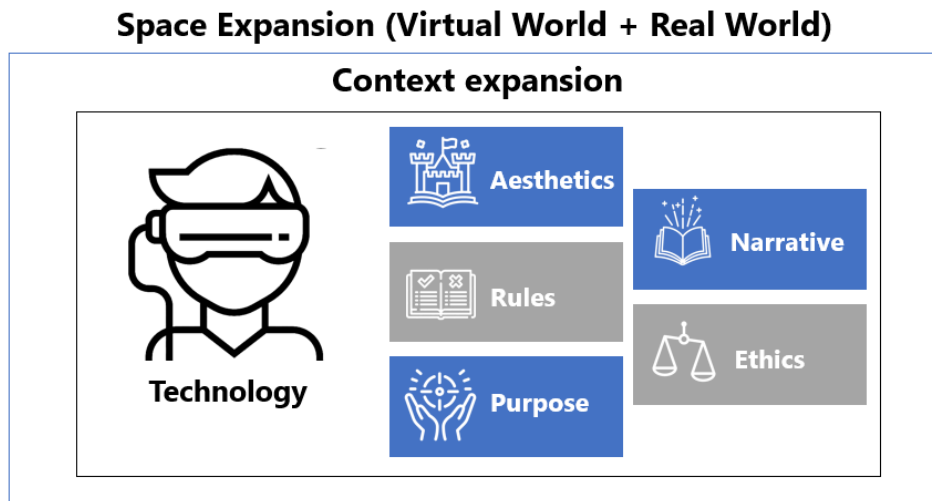 Space Expansion (Virtual World + Real World)
Context expansion
Technology
Aesthetics
Rules
Purpose
Narrative
Ethics